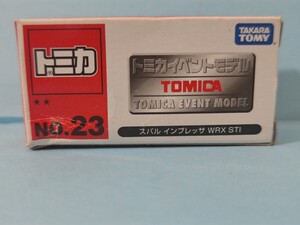 トミカ
NO.23
TAKARA
TOMY
トミカイベントモデル
TOMICA
TOMICA EVENT MODEL
スバル インプレッサ WRX STI